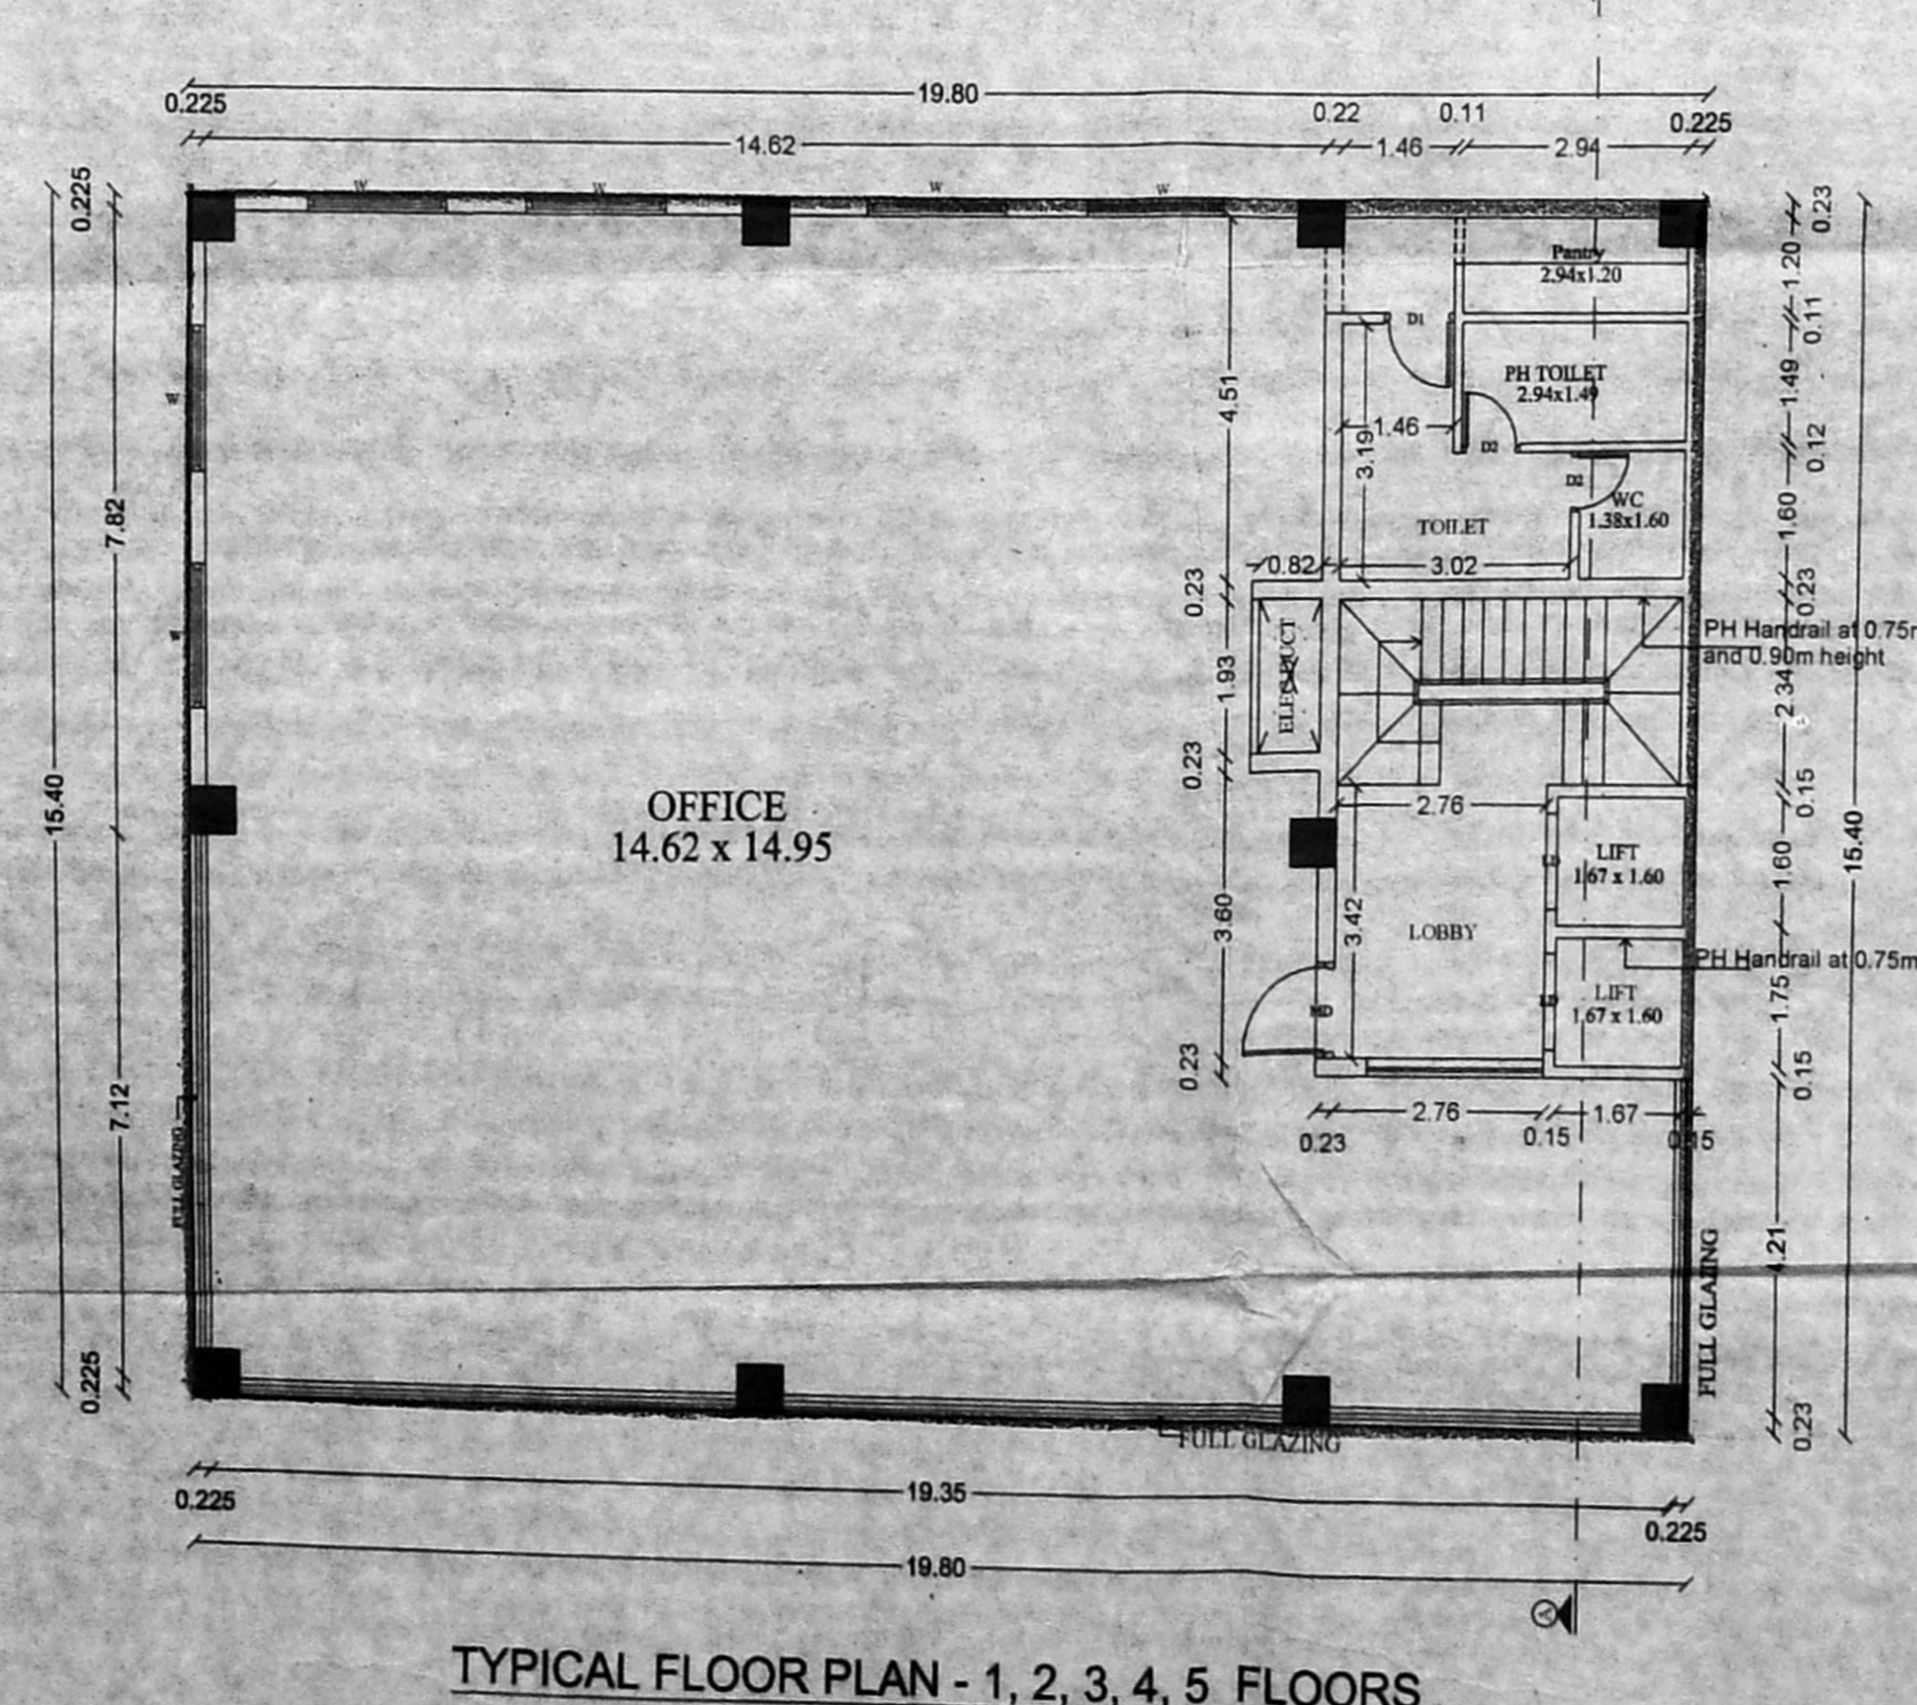 19.80
0.225
0.22
0.11
0.225
14.62
1.46
2.94
0.225
W
W
W
W
0.23
Pantry
2.94x1.20
1.20
D1
0.11
PH TOILET
2.94x1.49
1.49
W
4.51
1.46
3.19
D2
0.12
D2
WC
1.38x1.60
1.60
7.82
TOILET
0.82
3.02
0.23
0.23
W
PH Handrail at 0.75m
and 0.90m height
ELEC DUCT
1.93
2.34
0.23
0.15
15.40
OFFICE
14.62 x 14.95
2.76
LIFT
1.67 x 1.60
1.60
15.40
LD
3.60
3.42
LOBBY
PH Handrail at 0.75m
LIFT
1.67 x 1.60
LD
1.75
MD
0.23
0.15
7.12
2.76
1.67
0.23
0.15
0.15
FULL GLAZING
4.21
FULL GLAZING
0.225
0.23
FULL GLAZING
0.225
19.35
0.225
19.80
A
TYPICAL FLOOR PLAN - 1, 2, 3, 4, 5 FLOORS